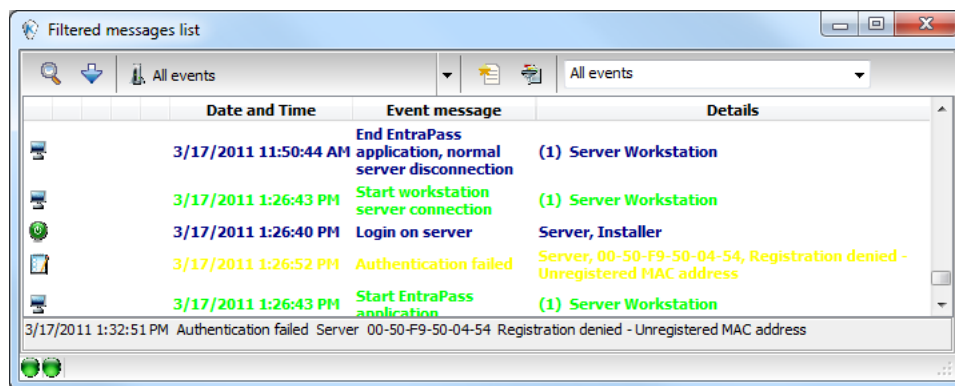 Filtered messages list
All events All events
Date and Time Event message Details
End EntraPass
3/17/2011 11:50:44 AM application, normal (1) Server Workstation
server disconnection
3/17/2011 1:26:43 PM Start workstation (1) Server Workstation
server connection
3/17/2011 1:26:40 PM Login on server Server, Installer
3/17/2011 1:26:52 PM Authentication failed Server, 00-50-F9-50-04-54, Registration denied -
Unregistered MAC address
3/17/2011 1:26:43 PM Start EntraPass (1) Server Workstation
application
3/17/2011 1:32:51 PM Authentication failed Server 00-50-F9-50-04-54 Registration denied - Unregistered MAC address